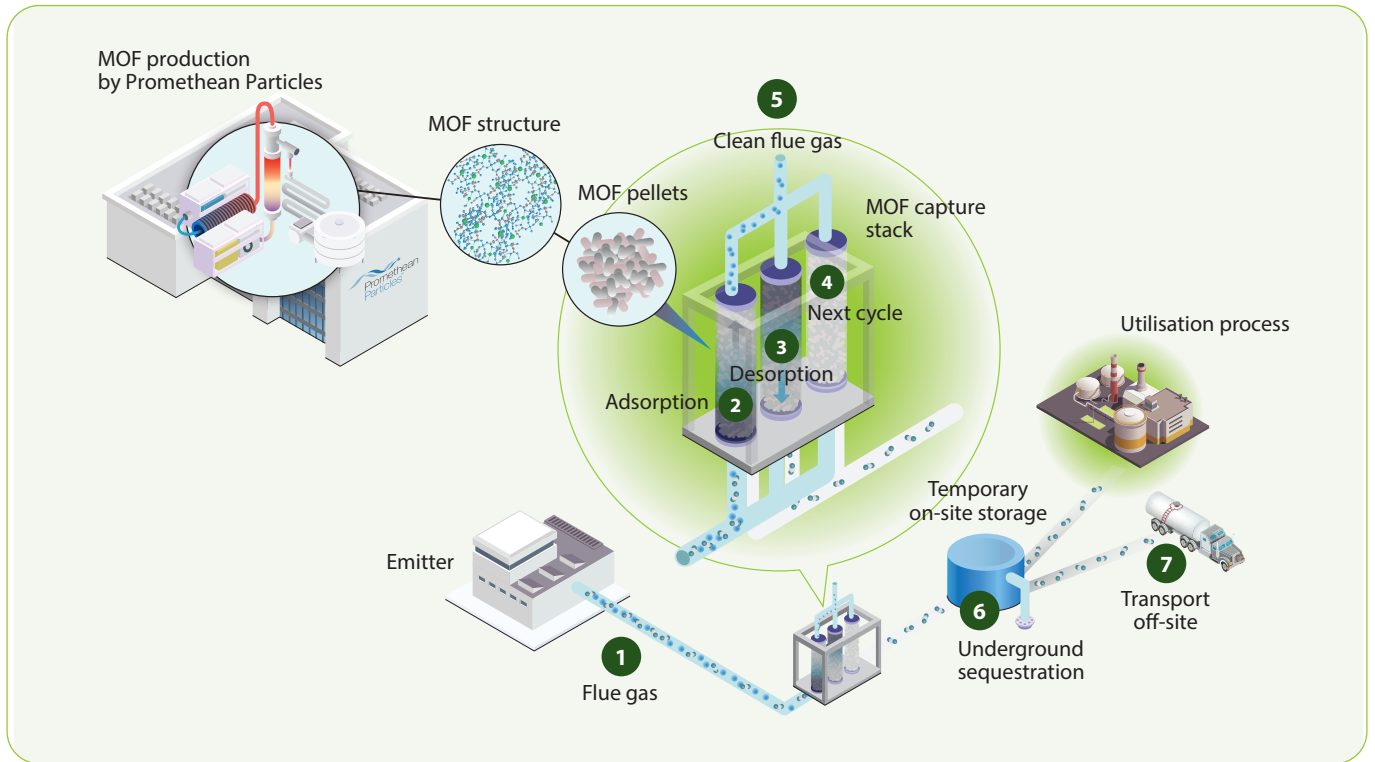 MOF production
by Promethean Particles
MOF structure
MOF pellets
Promethean
Particles
5
Clean flue gas
MOF capture
stack
4
Next cycle
3
Desorption
Adsorption
2
Utilisation process
Temporary
on-site storage
Emitter
7
Transport
off-site
6
Underground
sequestration
1
Flue gas